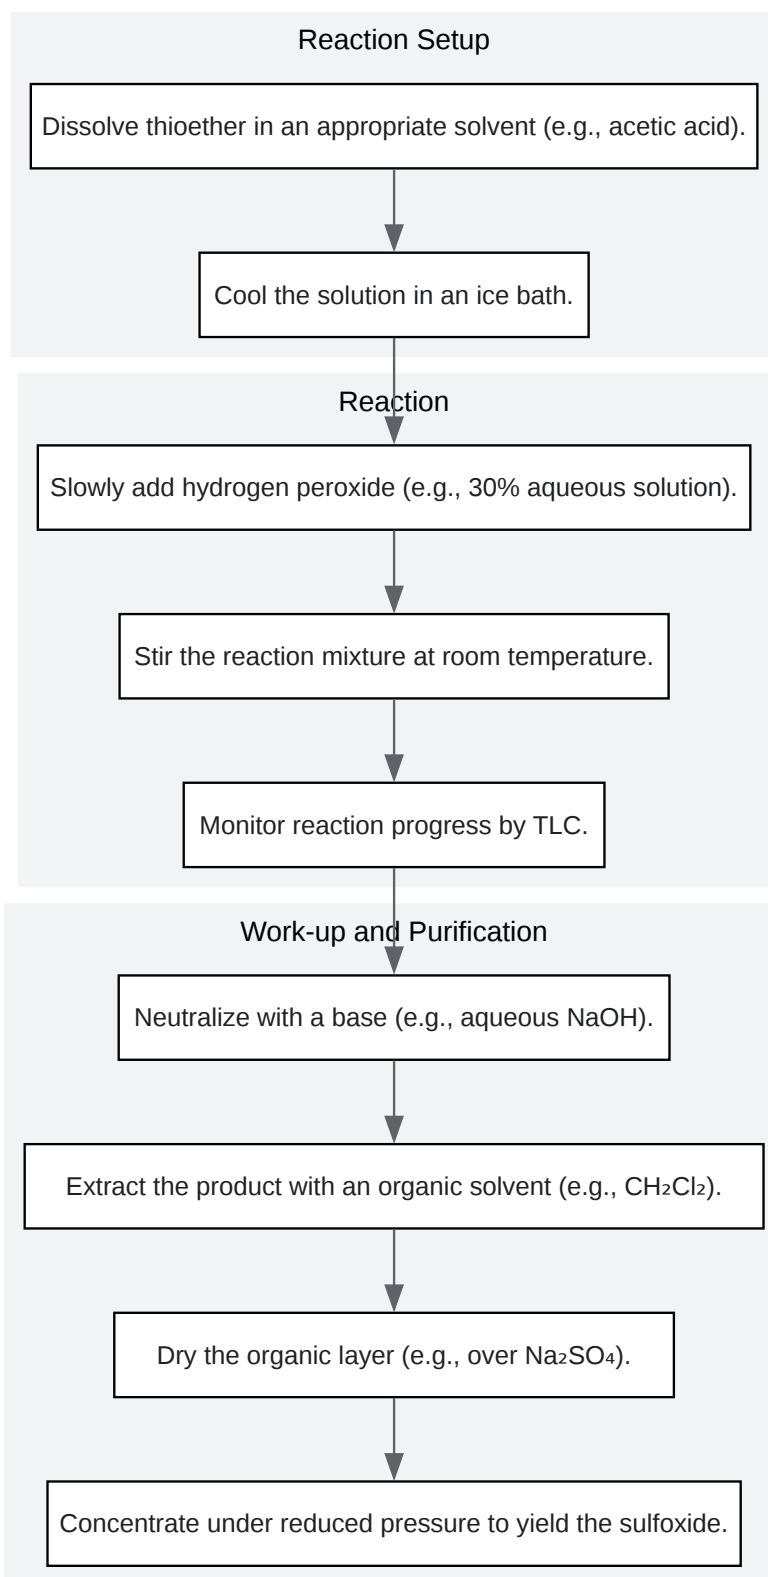 Reaction Setup
Dissolve thioether in an appropriate solvent (e.g., acetic acid).
Cool the solution in an ice bath.
Reaction
Slowly add hydrogen peroxide (e.g., 30% aqueous solution).
Stir the reaction mixture at room temperature.
Monitor reaction progress by TLC.
Work-up and Purification
Neutralize with a base (e.g., aqueous NaOH).
Extract the product with an organic solvent (e.g., CH₂Cl₂).
Dry the organic layer (e.g., over Na₂SO₄).
Concentrate under reduced pressure to yield the sulfoxide.